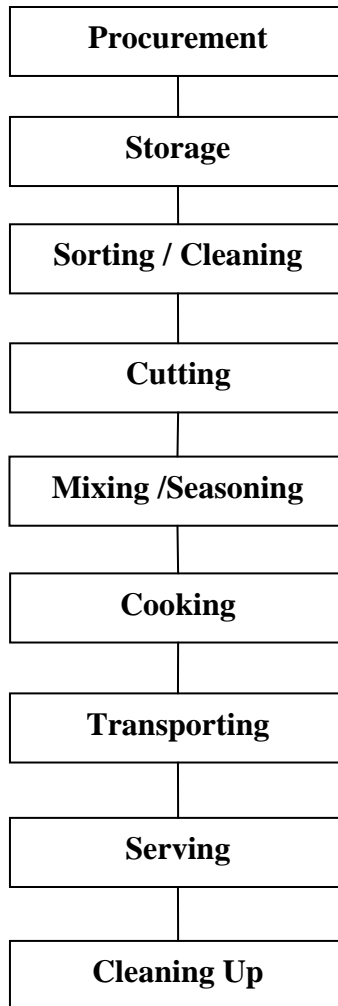 Procurement
Storage
Sorting / Cleaning
Cutting
Mixing /Seasoning
Cooking
Transporting
Serving
Cleaning Up